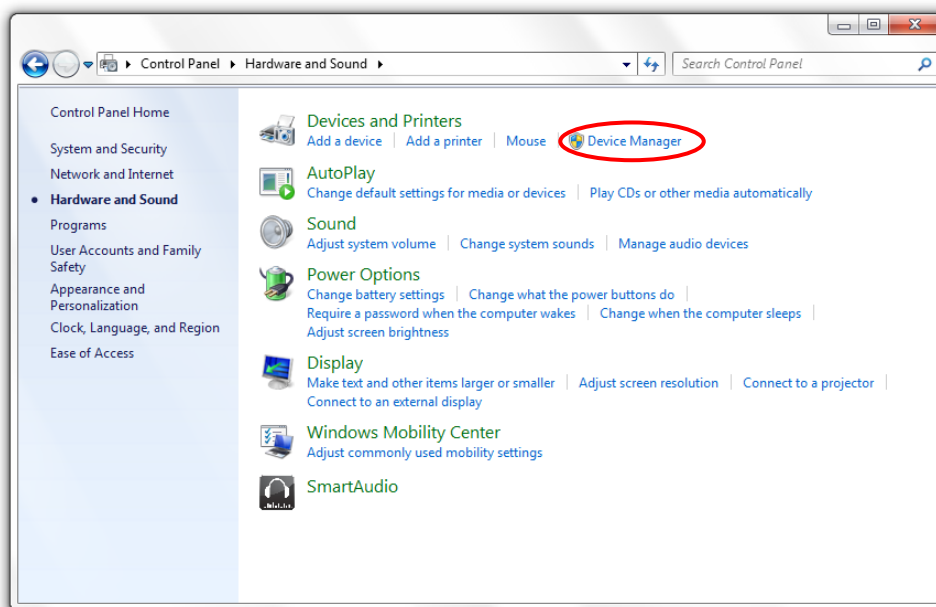 Control Panel ▸ Hardware and Sound ▸
Search Control Panel
Control Panel Home
System and Security
Network and Internet
Hardware and Sound
Programs
User Accounts and Family
Safety
Appearance and
Personalization
Clock, Language, and Region
Ease of Access
Devices and Printers
Add a device | Add a printer | Mouse | Device Manager
AutoPlay
Change default settings for media or devices | Play CDs or other media automatically
Sound
Adjust system volume | Change system sounds | Manage audio devices
Power Options
Change battery settings | Change what the power buttons do |
Require a password when the computer wakes | Change when the computer sleeps |
Adjust screen brightness
Display
Make text and other items larger or smaller | Adjust screen resolution | Connect to a projector |
Connect to an external display
Windows Mobility Center
Adjust commonly used mobility settings
SmartAudio